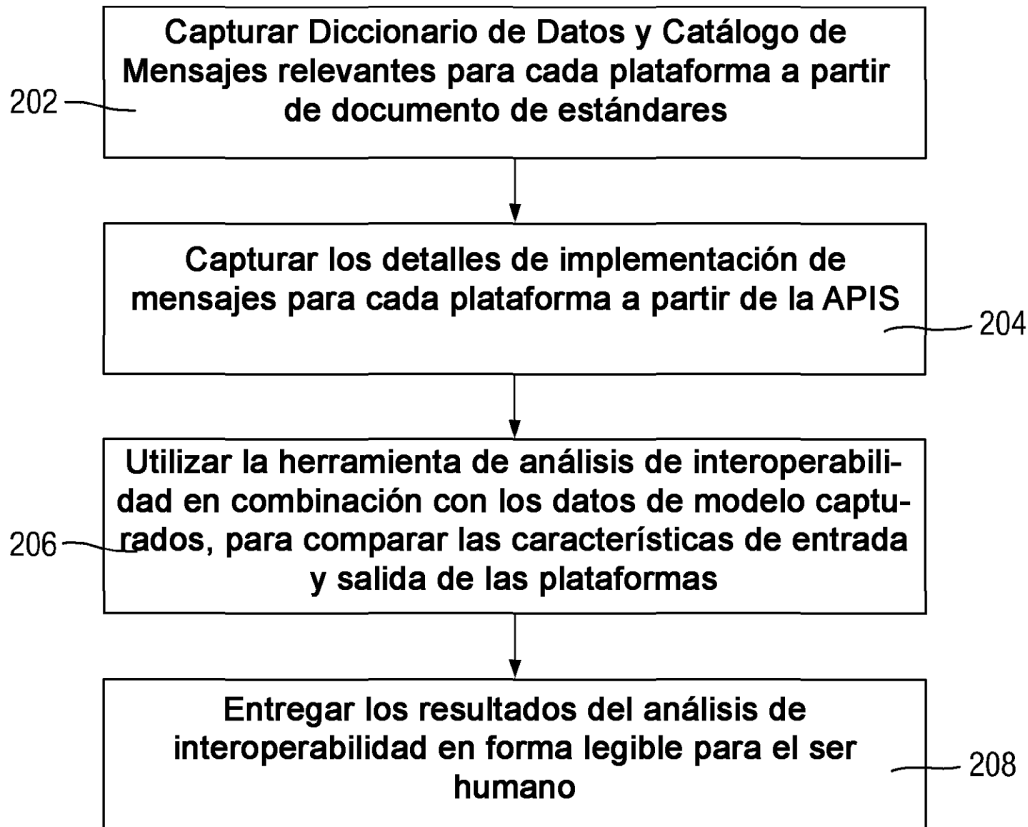 Capturar Diccionario de Datos y Catálogo de
Mensajes relevantes para cada plataforma a partir
de documento de estándares
202
Capturar los detalles de implementación de
mensajes para cada plataforma a partir de la APIS
204
Utilizar la herramienta de análisis de interoperabili-
dad en combinación con los datos de modelo captu-
rados, para comparar las características de entrada
y salida de las plataformas
206
Entregar los resultados del análisis de
interoperabilidad en forma legible para el ser
humano
208